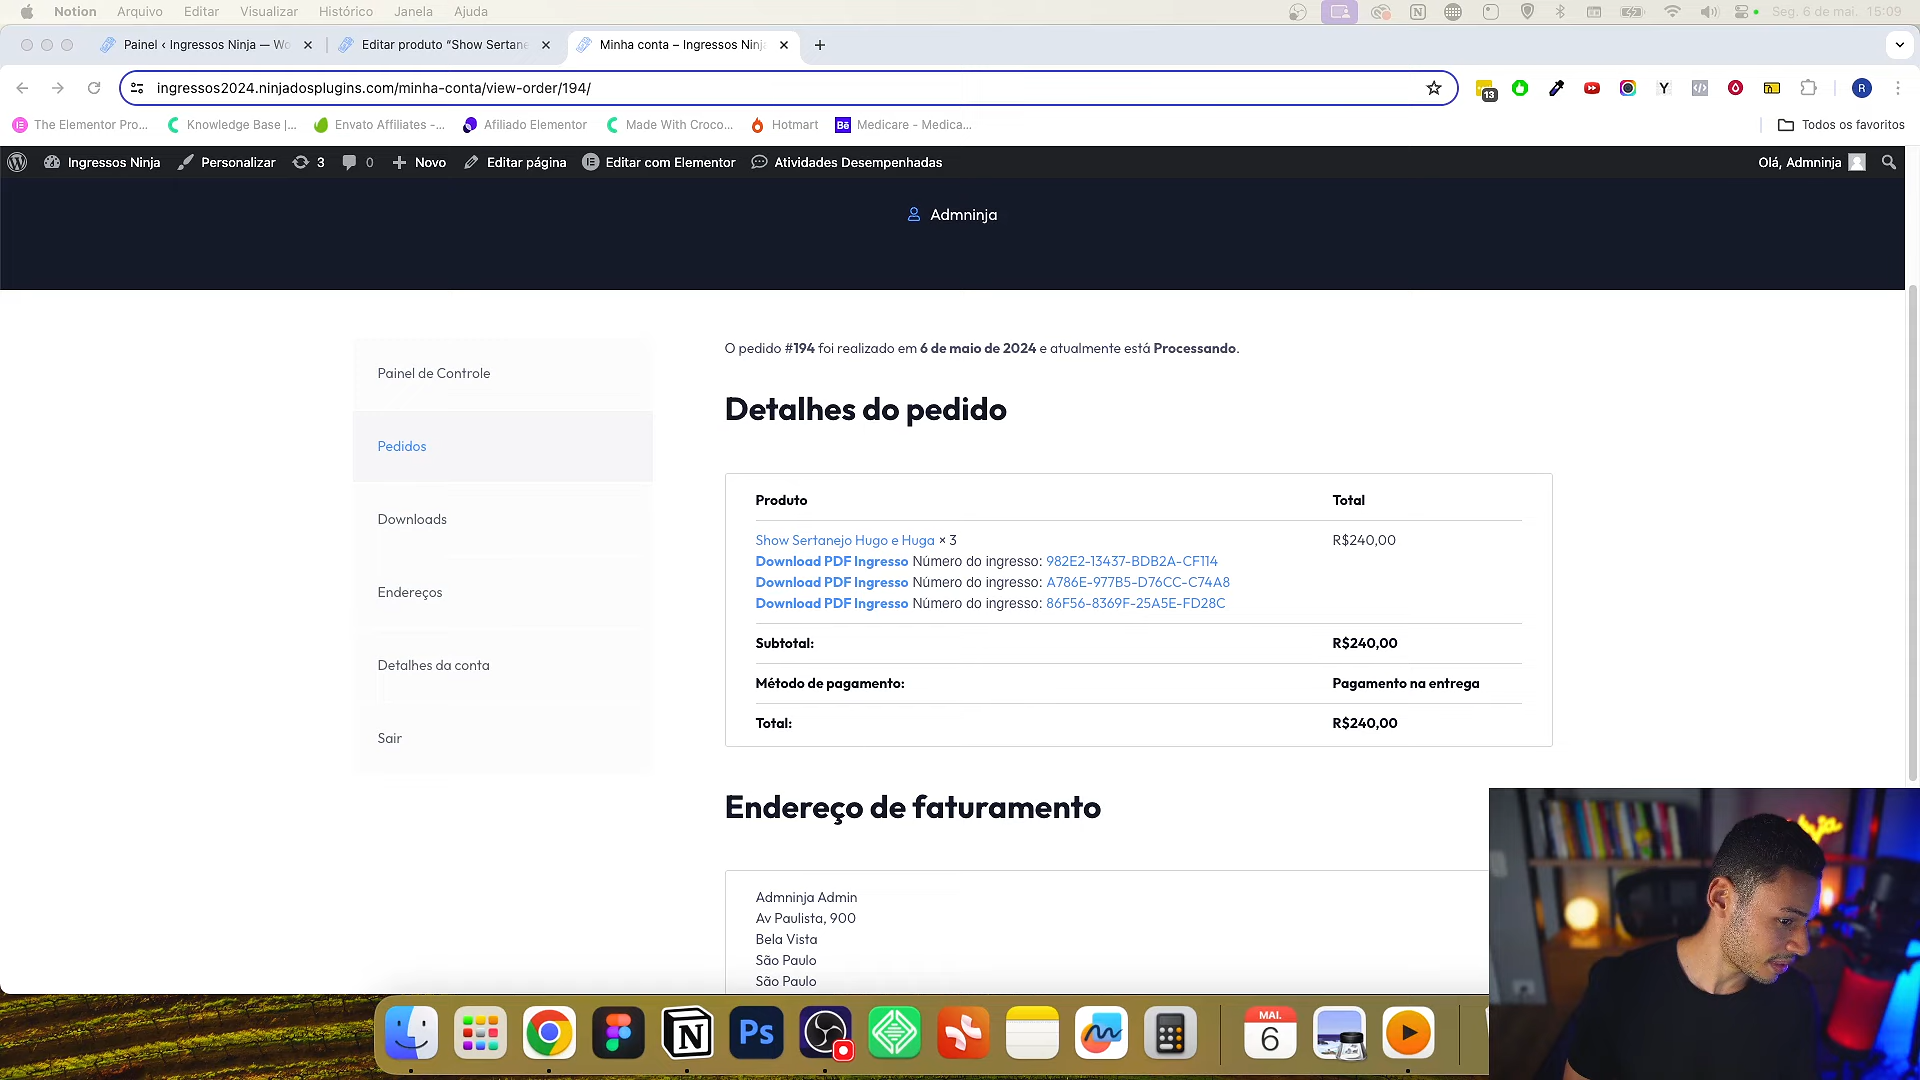 Notion Arquivo Editar Visualizar Histórico Janela Ajuda
Seg. 6 de mai. 15:09
Painel ‹ Ingressos Ninja — Wo
Editar produto “Show Sertane
Minha conta – Ingressos Ninj
ingressos2024.ninjadosplugins.com/minha-conta/view-order/194/
13
Y
R
The Elementor Pro...
Knowledge Base |...
Envato Affiliates -...
Afiliado Elementor
Made With Croco...
Hotmart
Bē
Medicare - Medica...
Todos os favoritos
Ingressos Ninja
Personalizar
3
0
Novo
Editar página
Editar com Elementor
Atividades Desempenhadas
Olá, Admninja
Admninja
Painel de Controle
Pedidos
Downloads
Endereços
Detalhes da conta
Sair
O pedido #194 foi realizado em 6 de maio de 2024 e atualmente está Processando.
Detalhes do pedido
Produto Total
Show Sertanejo Hugo e Huga × 3 R$240,00
Download PDF Ingresso Número do ingresso: 982E2-13437-BDB2A-CF114
Download PDF Ingresso Número do ingresso: A786E-977B5-D76CC-C74A8
Download PDF Ingresso Número do ingresso: 86F56-8369F-25A5E-FD28C
Subtotal: R$240,00
Método de pagamento: Pagamento na entrega
Total: R$240,00
Endereço de faturamento
Admninja Admin
Av Paulista, 900
Bela Vista
São Paulo
São Paulo
N
Ps
MAI.
6